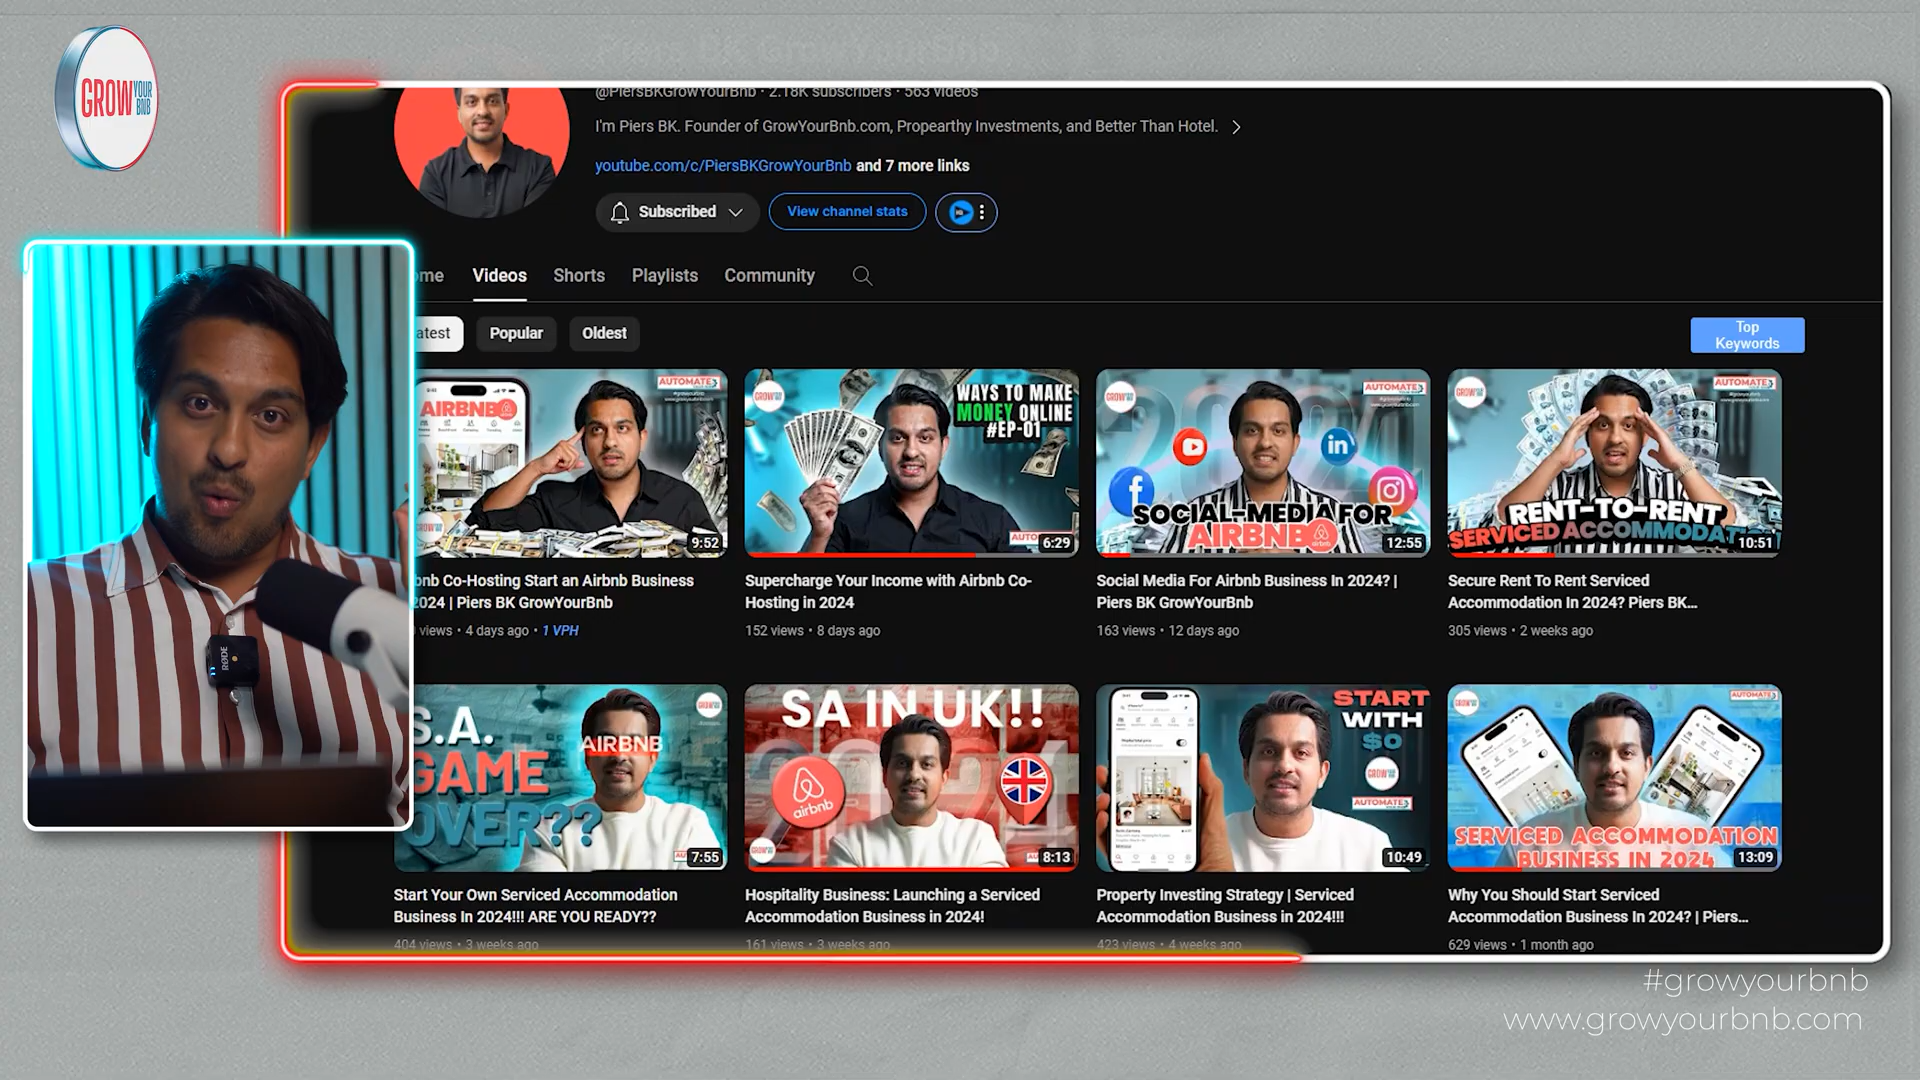 GROW YOUR BNB
@PiersBKGrowYourBnb · 2.18K subscribers · 563 videos
I'm Piers BK. Founder of GrowYourBnb.com, Propearthy Investments, and Better Than Hotel.
youtube.com/c/PiersBKGrowYourBnb and 7 more links
Subscribed
View channel stats
ome Videos Shorts Playlists Community
atest Popular Oldest
Top
Keywords
AIRBNB
AUTOMATE
9:52
WAYS TO MAKE
MONEY ONLINE
#EP-01
AUTO
6:29
AUTOMATE
SOCIAL-MEDIA FOR
AIRBNB
12:55
AUTOMATE
RENT-TO-RENT
SERVICED ACCOMMODAT
10:51
bnb Co-Hosting Start an Airbnb Business
2024 | Piers BK GrowYourBnb
views • 4 days ago • 1 VPH
Supercharge Your Income with Airbnb Co-
Hosting in 2024
152 views • 8 days ago
Social Media For Airbnb Business In 2024? |
Piers BK GrowYourBnb
163 views • 12 days ago
Secure Rent To Rent Serviced
Accommodation In 2024? Piers BK...
305 views • 2 weeks ago
RODE
S.A.
GAME
OVER??
AIRBNB
7:55
SA IN UK!!
2024
airbnb
8:13
START
WITH
$0
AUTOMATE
10:49
AUTOMATE
SERVICED ACCOMMODATION
BUSINESS IN 2024
13:09
Start Your Own Serviced Accommodation
Business In 2024!!! ARE YOU READY??
404 views • 3 weeks ago
Hospitality Business: Launching a Serviced
Accommodation Business in 2024!
161 views • 3 weeks ago
Property Investing Strategy | Serviced
Accommodation Business in 2024!!!
423 views • 4 weeks ago
Why You Should Start Serviced
Accommodation Business In 2024? | Piers...
629 views • 1 month ago
#growyourbnb
www.growyourbnb.com